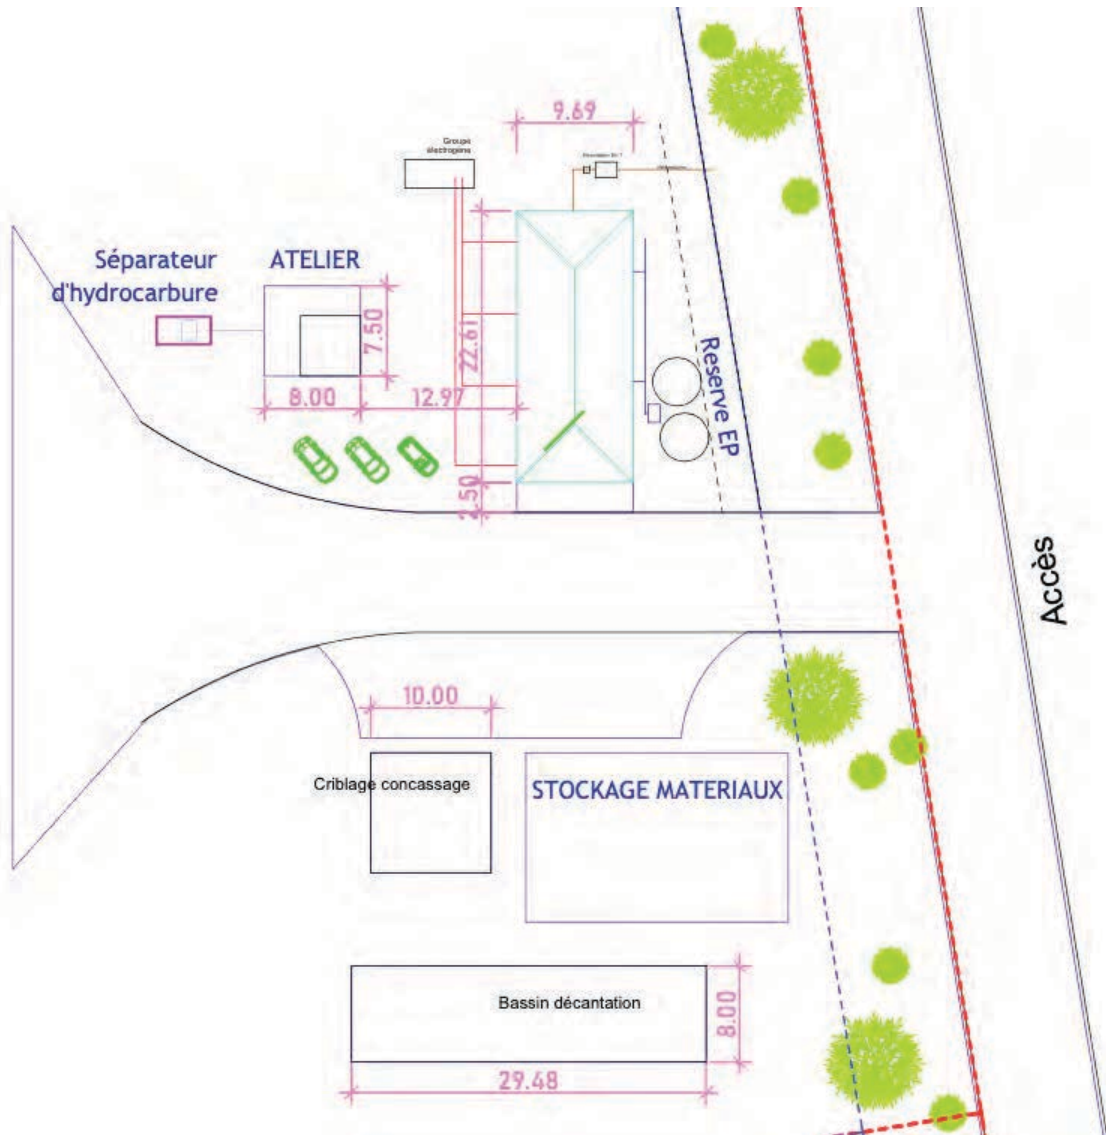 9.69
Groupe
électrogène
Séparateur
d'hydrocarbure
ATELIER
7.50
22.61
8.00
12.97
2.50
Reserve EP
Accès
10.00
Criblage concassage
STOCKAGE MATERIAUX
Bassin décantation
8.00
29.48